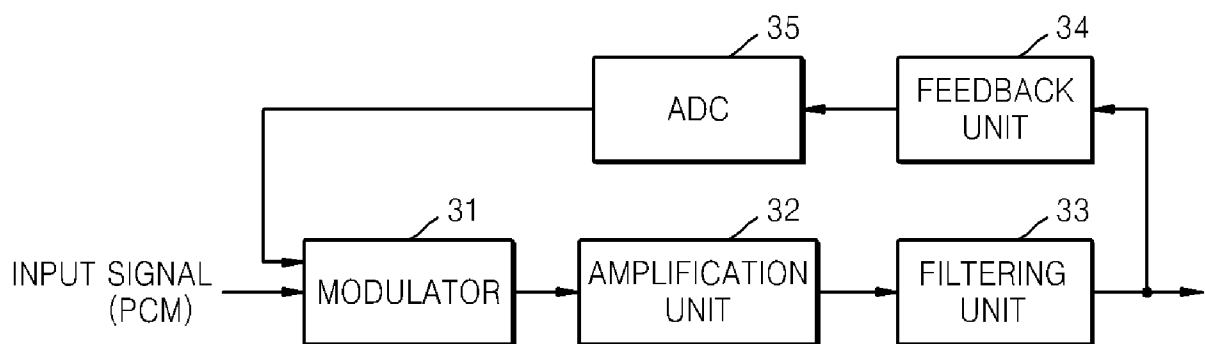 35
34
ADC
FEEDBACK
UNIT
31
32
33
INPUT SIGNAL
(PCM)
MODULATOR
AMPLIFICATION
UNIT
FILTERING
UNIT